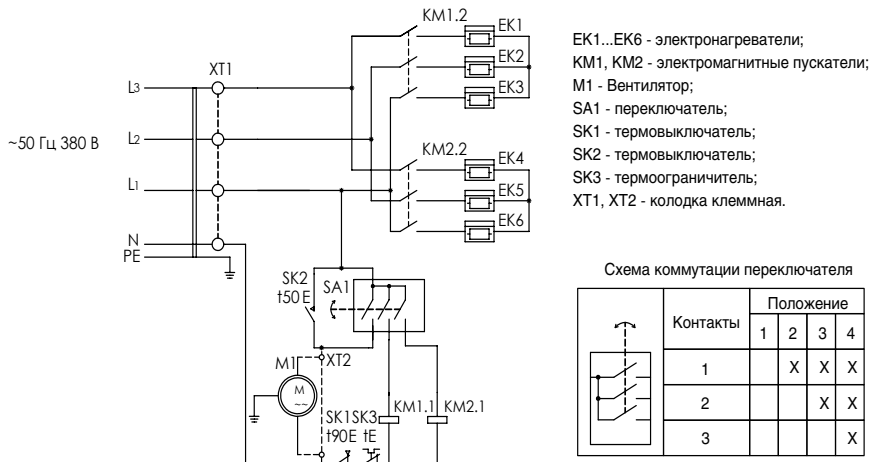 KM1.2
EK1
EK2
EK3
XT1
L3
~50 Гц 380 В
L2
KM2.2
EK4
L1
EK5
EK6
N
PE
SK2
t50 E
SA1
M1
XT2
M
~~
SK1SK3
t90E tE
KM1.1
KM2.1
EK1...EK6 - электронагреватели;
KM1, KM2 - электромагнитные пускатели;
M1 - Вентилятор;
SA1 - переключатель;
SK1 - термовыключатель;
SK2 - термовыключатель;
SK3 - термоограничитель;
XT1, XT2 - колодка клеммная.
Схема коммутации переключателя
Контакты
Положение
1 2 3 4
1 X X X
2 X X
3 X